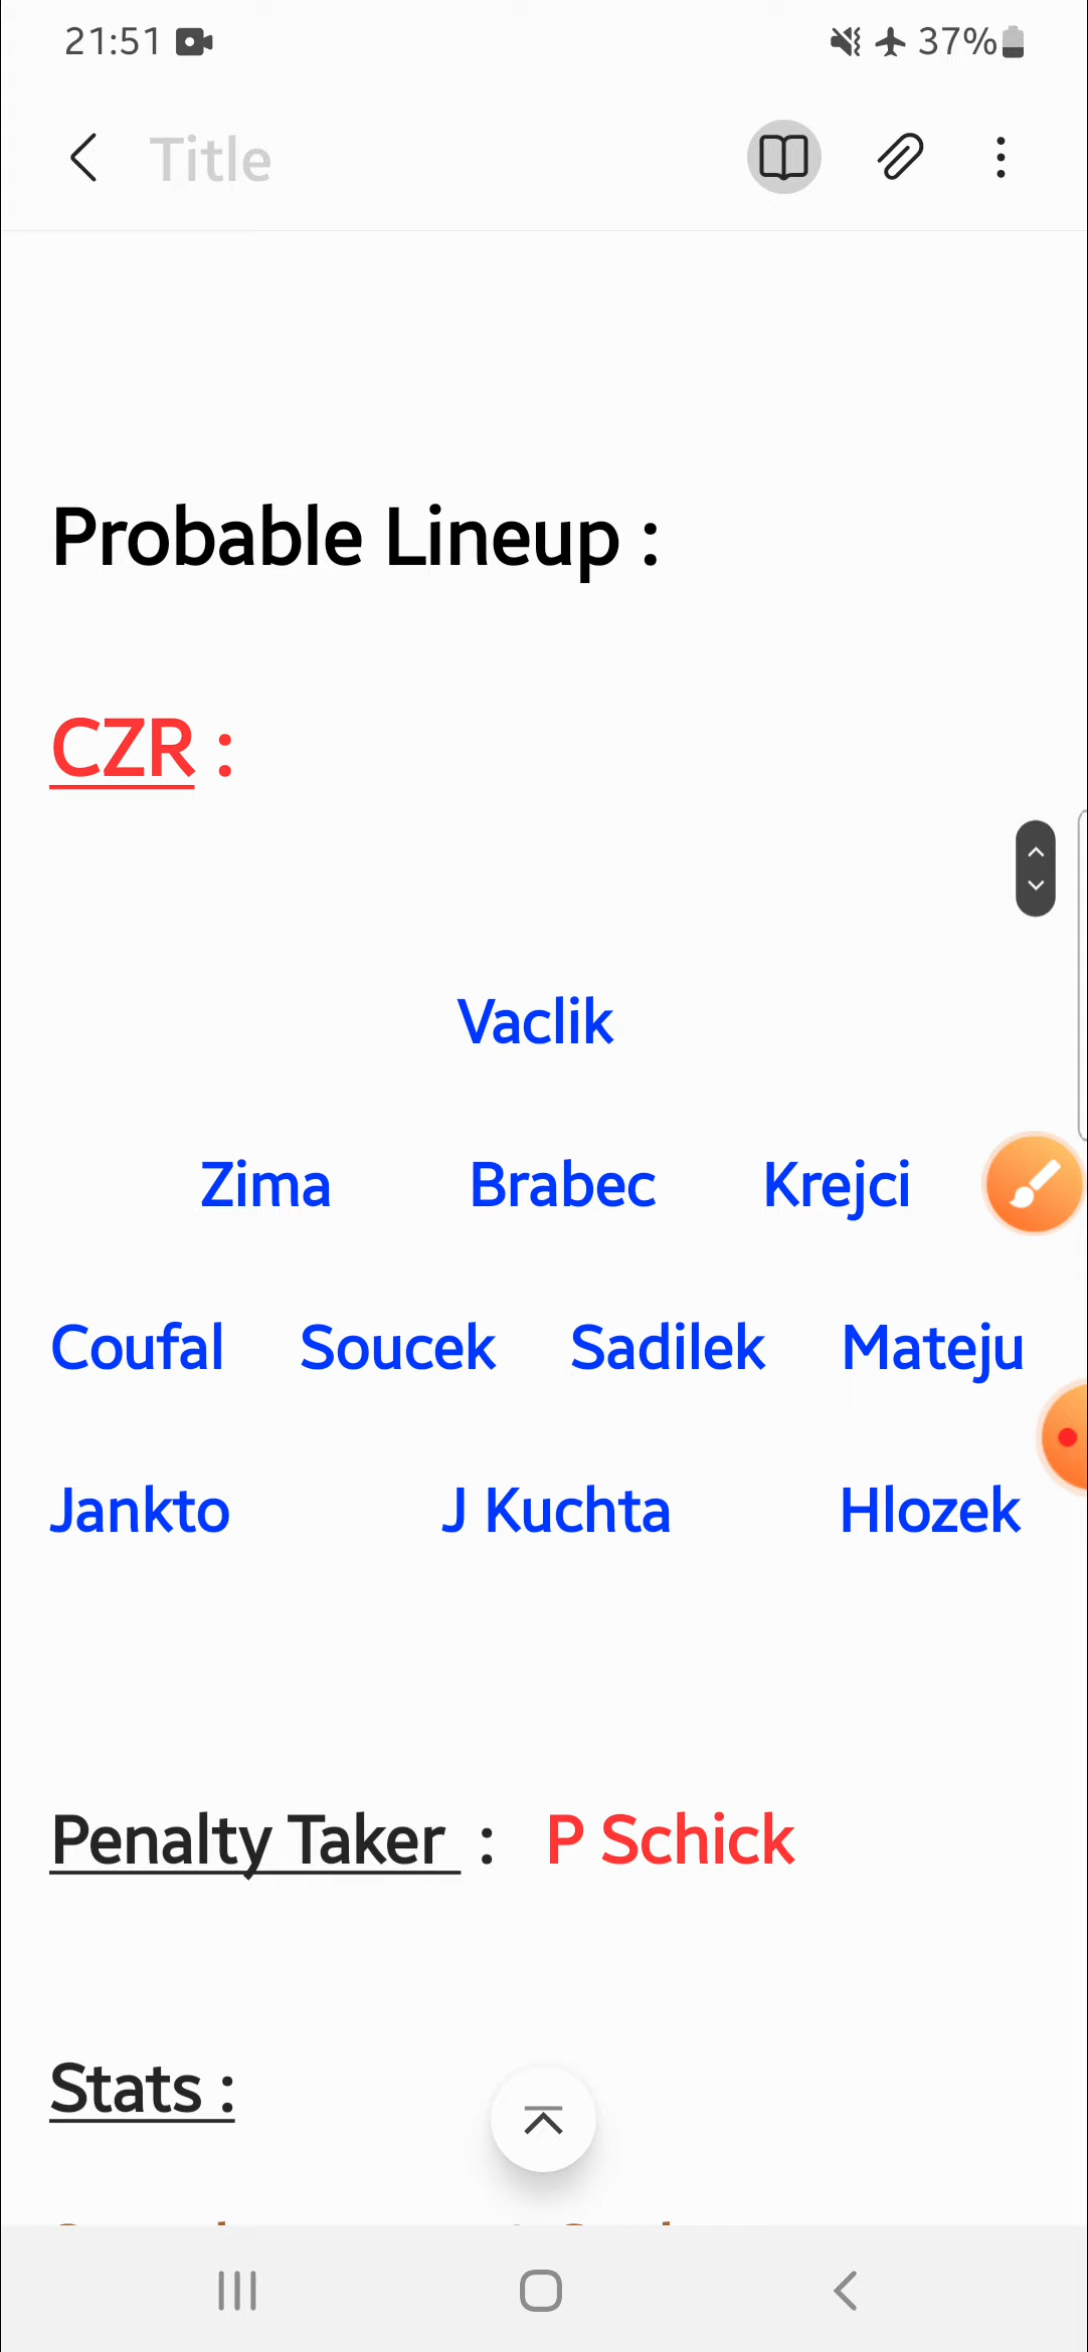 21:51 37%
Title
Probable Lineup :
CZR :
Vaclik
Zima Brabec Krejci
Coufal Soucek Sadilek Mateju
Jankto J Kuchta Hlozek
Penalty Taker : P Schick
Stats :